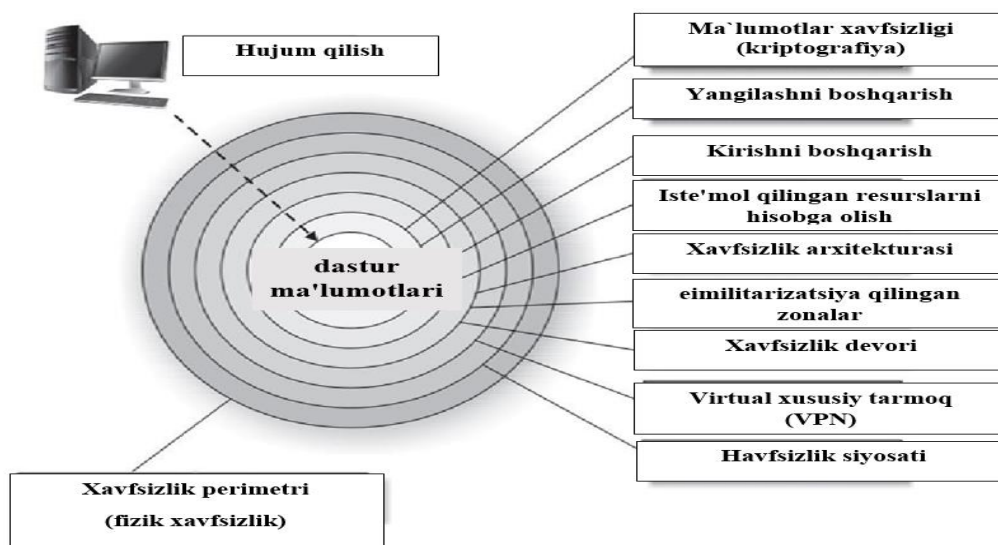 Hujum qilish
Ma`lumotlar xavfsizligi
(kriptografiya)
Yangilashni boshqarish
Kirishni boshqarish
Iste'mol qilingan resurslarni
hisobga olish
Xavfsizlik arxitekturasi
eimilitarizatsiya qilingan
zonalar
Xavfsizlik devori
Virtual xususiy tarmoq
(VPN)
Havfsizlik siyosati
dastur
ma'lumotlari
Xavfsizlik perimetri
(fizik xavfsizlik)